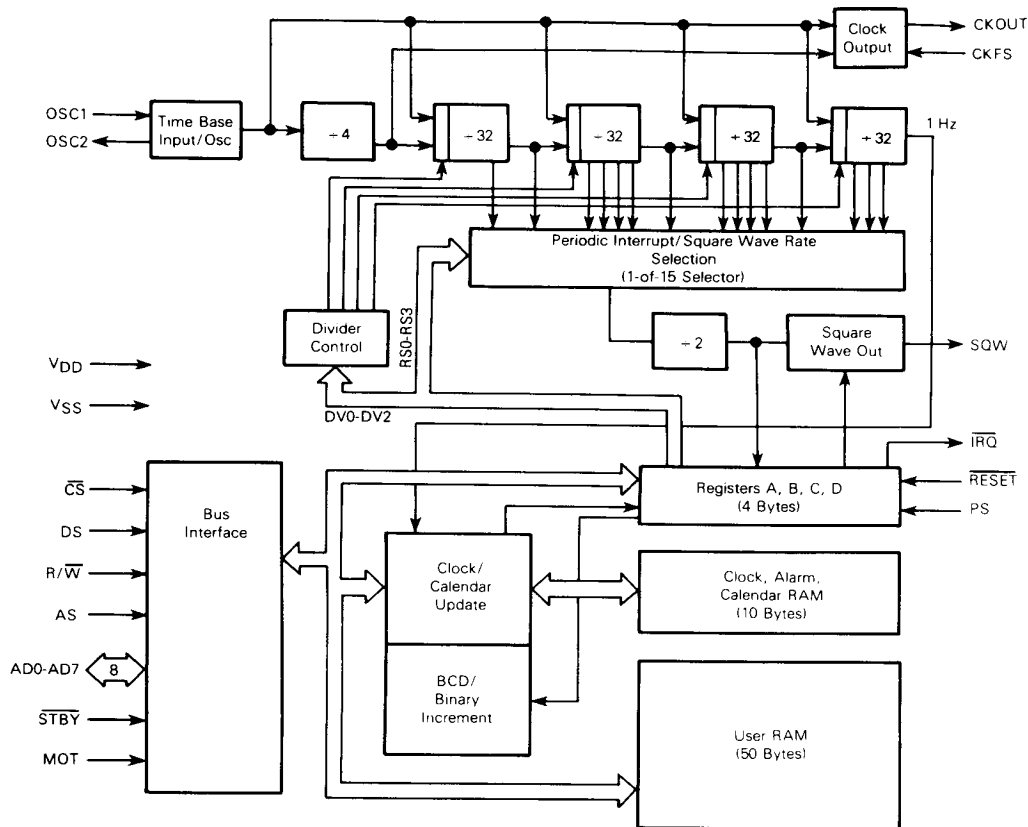 Clock
Output
CKOUT
CKFS
OSC1
OSC2
Time Base
Input/Osc
÷4
÷32
÷32
÷32
÷32
1 Hz
Periodic Interrupt/Square Wave Rate
Selection
(1-of-15 Selector)
RS0-RS3
Divider
Control
÷2
Square
Wave Out
SQW
VDD
VSS
DV0-DV2
IRQ
RESET
PS
Registers A, B, C, D
(4 Bytes)
CS
DS
R/W
AS
AD0-AD7
8
STBY
MOT
Bus
Interface
Clock/
Calendar
Update
BCD/
Binary
Increment
Clock, Alarm,
Calendar RAM
(10 Bytes)
User RAM
(50 Bytes)